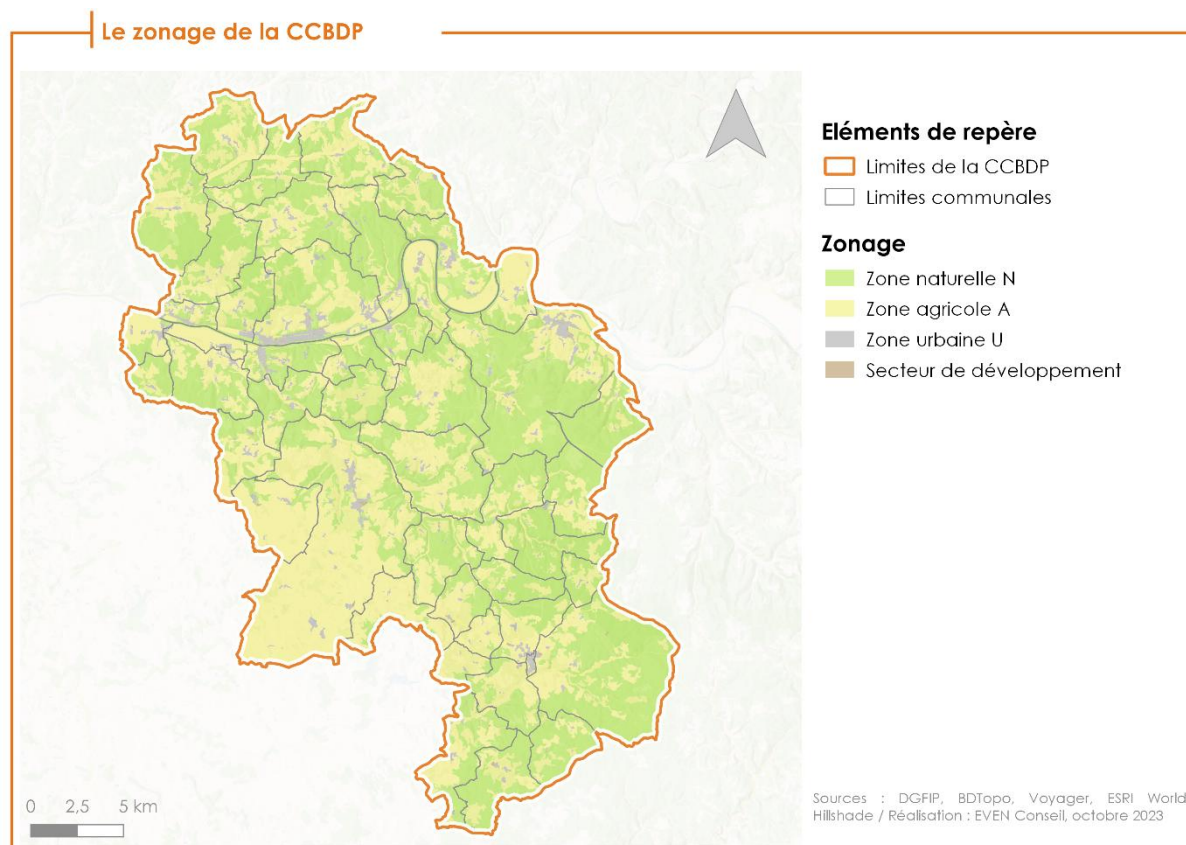 Le zonage de la CCBDP
Eléments de repère
Limites de la CCBDP
Limites communales
Zonage
Zone naturelle N
Zone agricole A
Zone urbaine U
Secteur de développement
0 2,5 5 km
Sources : DGFIP, BDTopo, Voyager, ESRI World
Hillshade / Réalisation : EVEN Conseil, octobre 2023